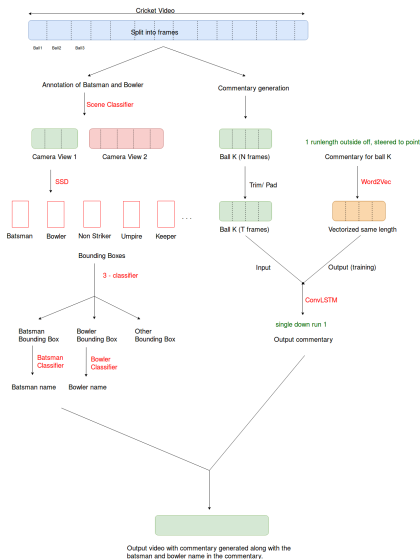 Cricket Video
Split into frames
Ball1 Ball2 Ball3
Annotation of Batsman and Bowler
Commentary generation
Scene Classifier
1 runlength outside off, steered to point
Camera View 1
Camera View 2
Ball K (N frames)
Commentary for ball K
SSD
Trim/ Pad
Word2Vec
. . .
Batsman
Bowler
Non Striker
Umpire
Keeper
Ball K (T frames)
Vectorized same length
Bounding Boxes
Input
Output (training)
3 - classifier
ConvLSTM
single down run 1
Output commentary
Batsman
Bounding Box
Bowler
Bounding Box
Other
Bounding Box
Batsman
Classifier
Bowler
Classifier
Batsman name
Bowler name
Output video with commentary generated along with the
batsman and bowler name in the commentary.